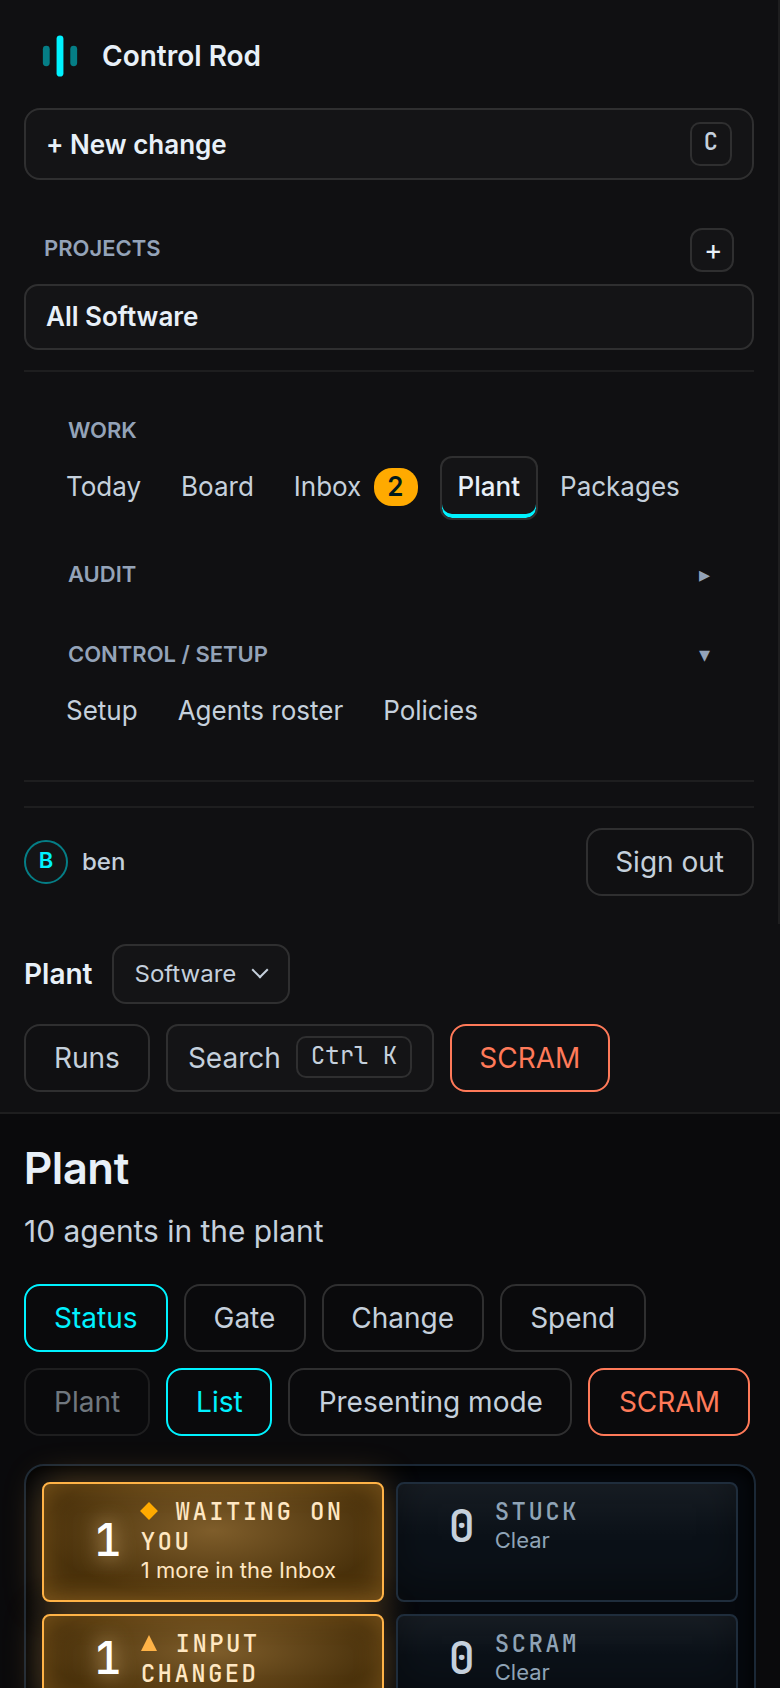 Control Rod
+ New change C
PROJECTS +
All Software
WORK
Today Board Inbox 2 Plant Packages
AUDIT ▸
CONTROL / SETUP ▾
Setup Agents roster Policies
B ben Sign out
Plant Software
Runs Search Ctrl K SCRAM
Plant
10 agents in the plant
Status Gate Change Spend
Plant List Presenting mode SCRAM
1 ◆ WAITING ON
YOU
1 more in the Inbox
0 STUCK
Clear
1 ▲ INPUT
CHANGED
0 SCRAM
Clear